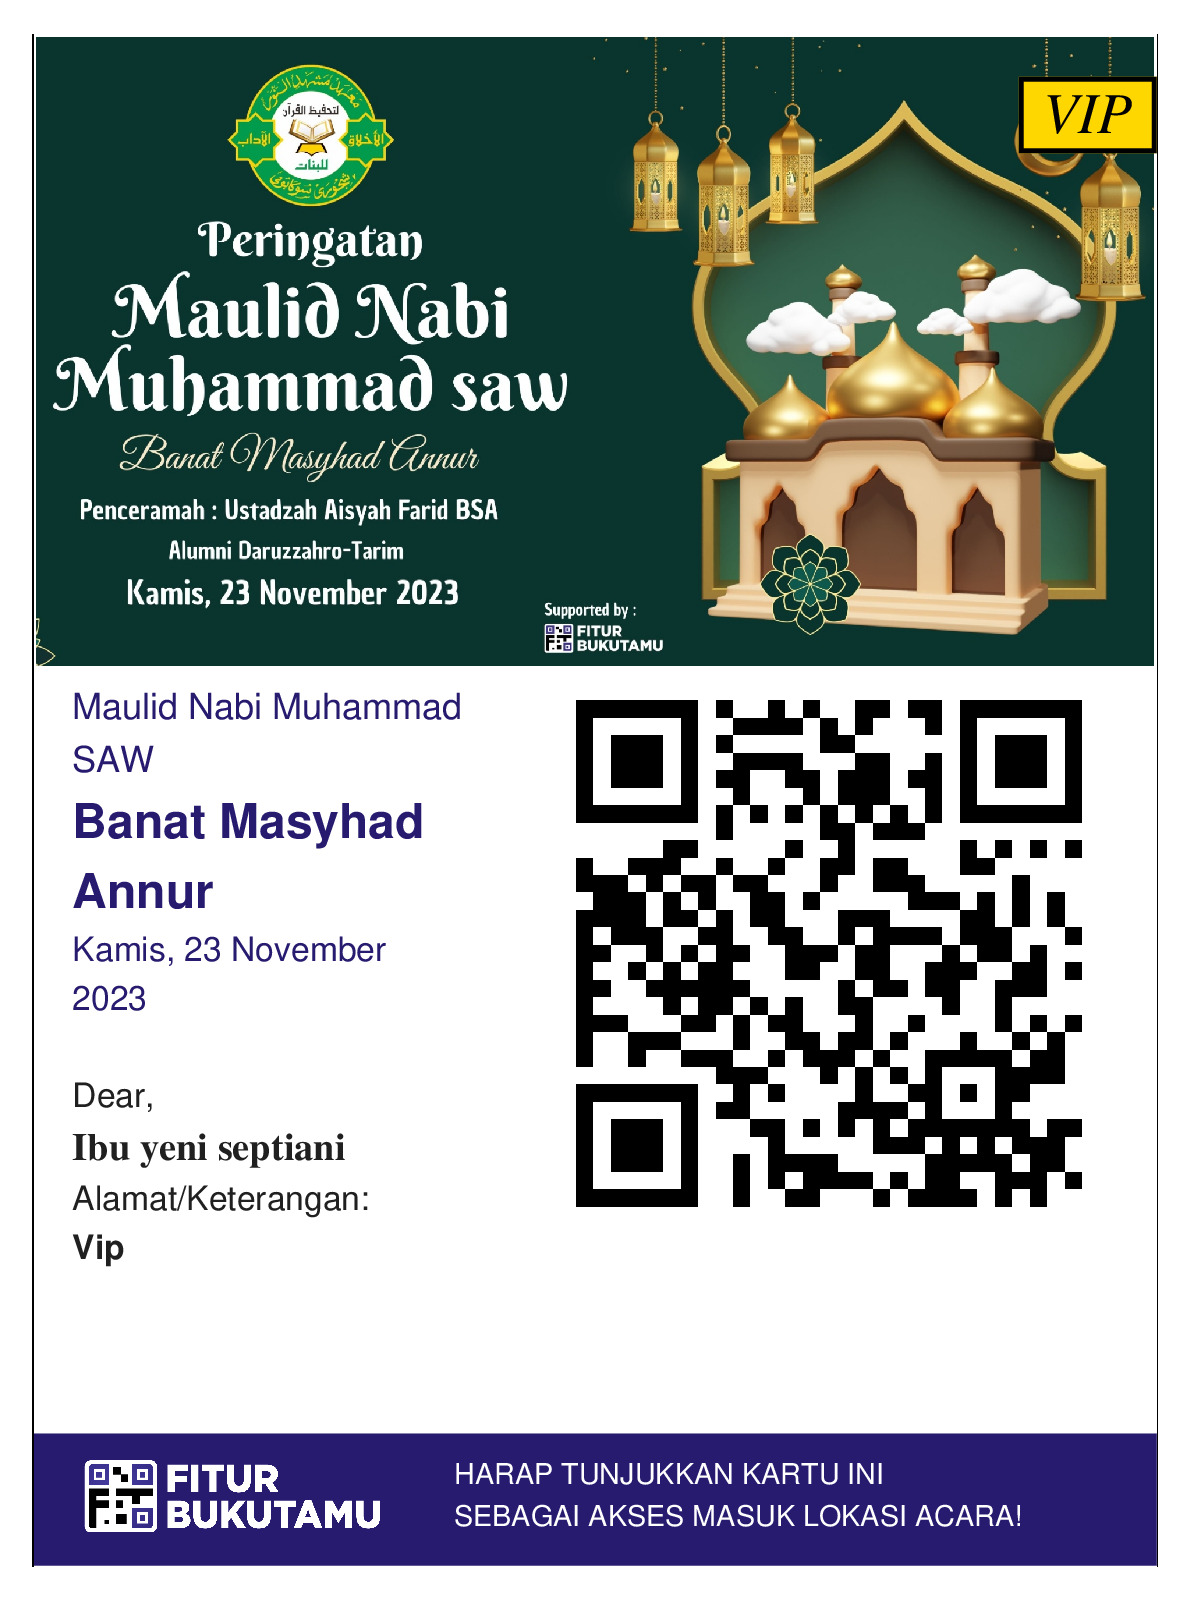 VIP
معهد مشهد النور
لتحفيظ القرآن
الآداب
الأخلاق
للبنات
Peringatan
Maulid Nabi
Muhammad saw
Banat Masyhad Annur
Penceramah : Ustadzah Aisyah Farid BSA
Alumni Daruzzahro-Tarim
Kamis, 23 November 2023
Supported by :
FITUR
BUKUTAMU
Maulid Nabi Muhammad
SAW
Banat Masyhad
Annur
Kamis, 23 November
2023
Dear,
Ibu yeni septiani
Alamat/Keterangan:
Vip
FITUR
BUKUTAMU
HARAP TUNJUKKAN KARTU INI
SEBAGAI AKSES MASUK LOKASI ACARA!